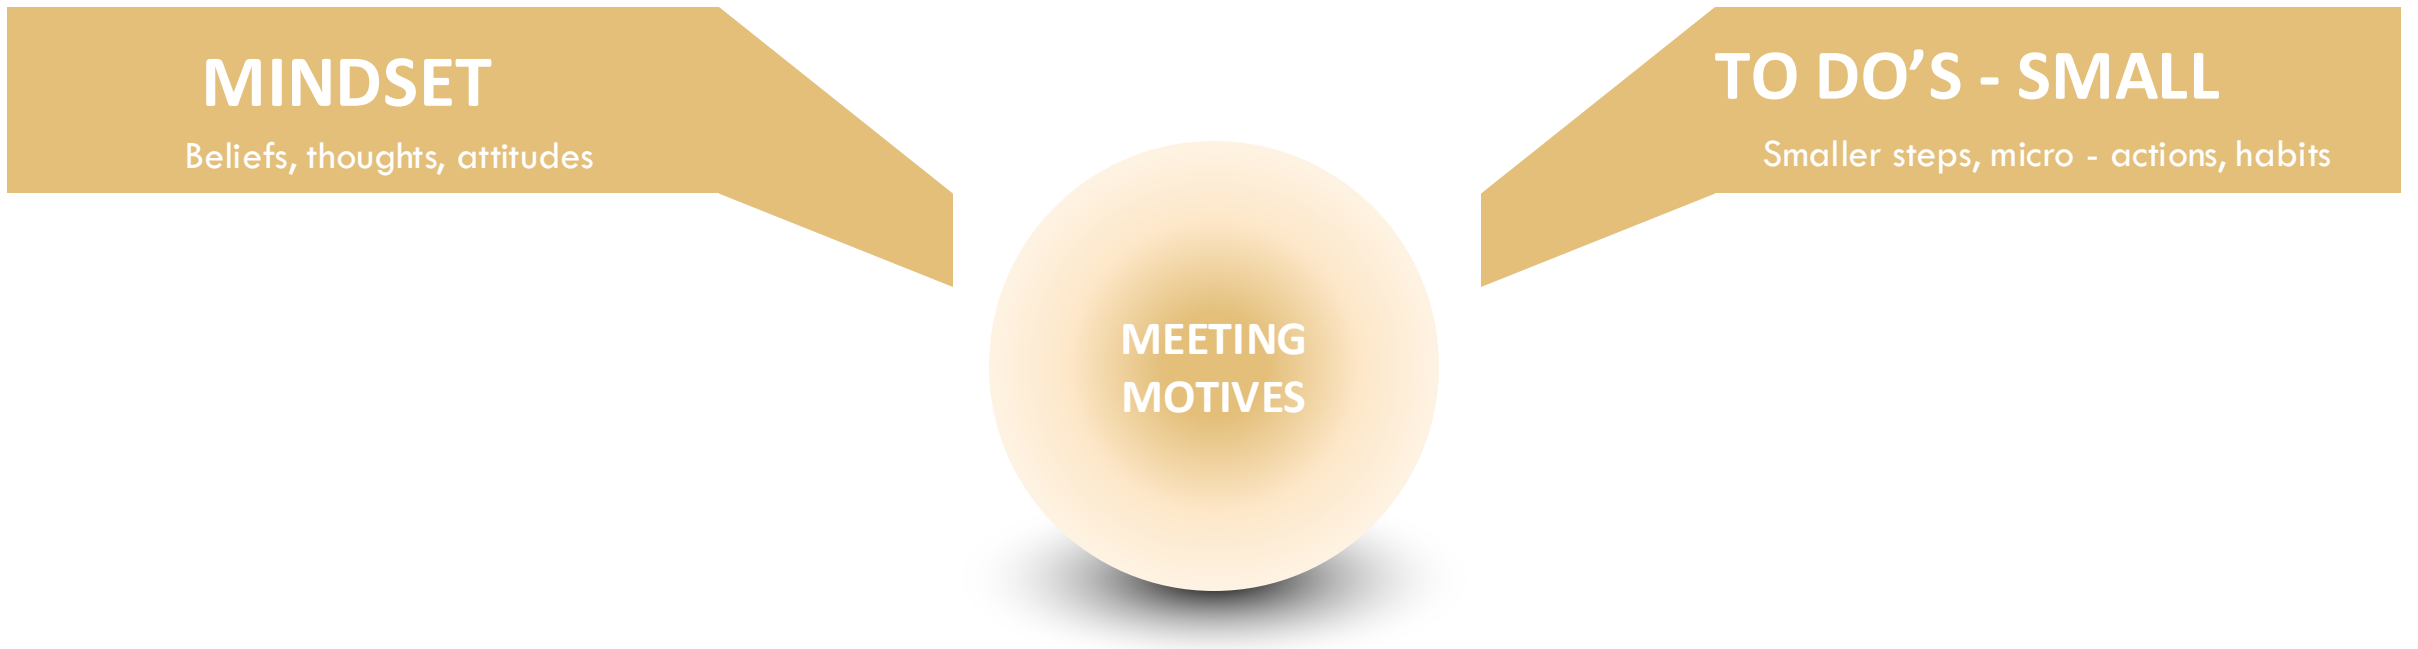 MINDSET
Beliefs, thoughts, attitudes
TO DO’S - SMALL
Smaller steps, micro - actions, habits
MEETING
MOTIVES